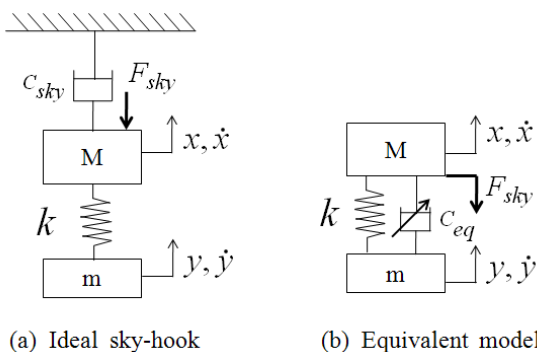 C_sky F_sky
M x, ẋ
k
m y, ẏ
(a) Ideal sky-hook
M x, ẋ
F_sky
k C_eq
m y, ẏ
(b) Equivalent model